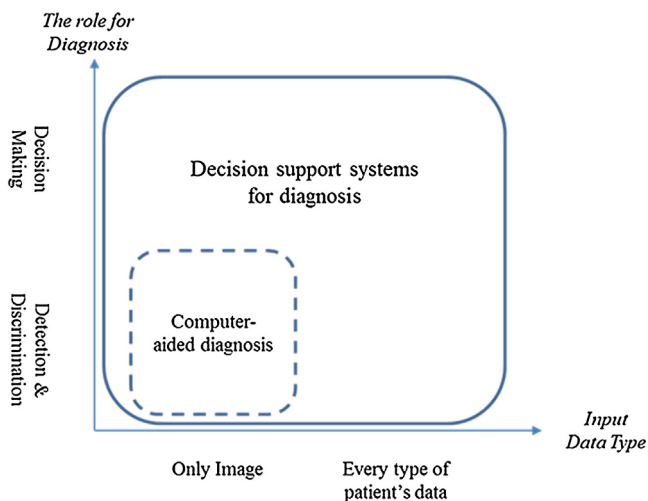 The role for
Diagnosis
Decision
Making
Decision support systems
for diagnosis
Detection &
Discrimination
Computer-
aided diagnosis
Input
Data Type
Only Image
Every type of
patient's data